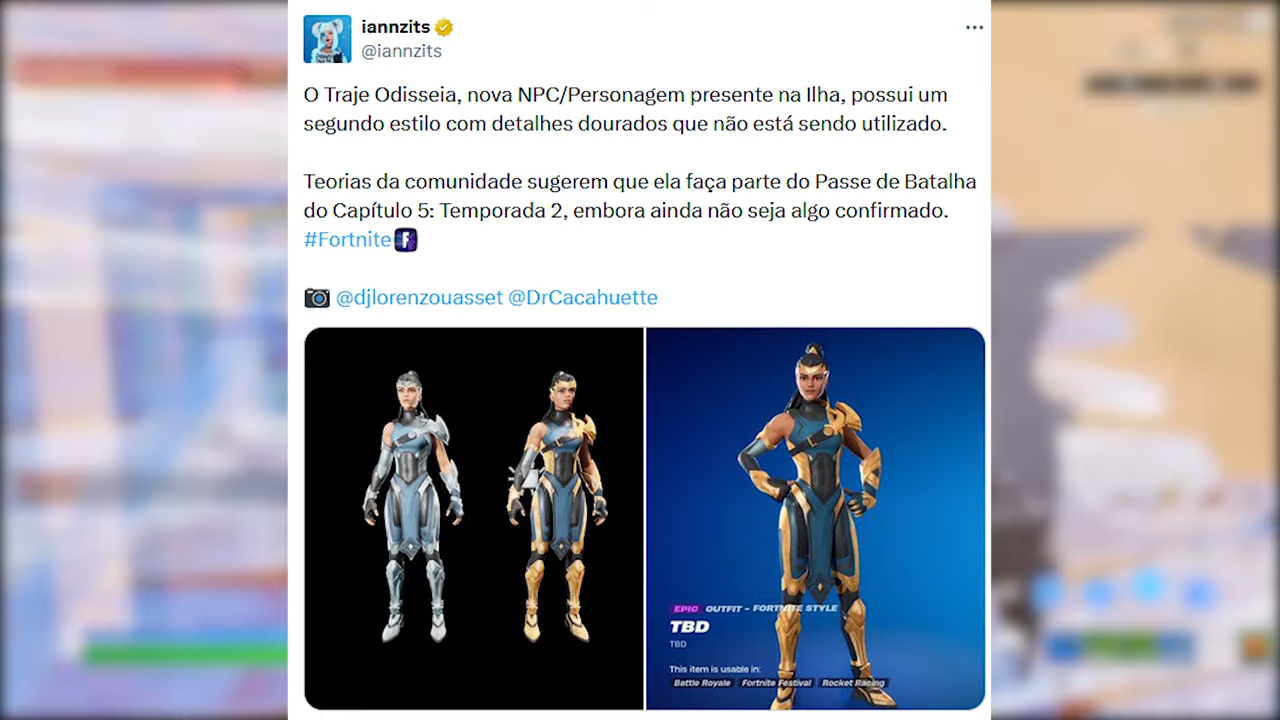 iannzits
@iannzits
O Traje Odisseia, nova NPC/Personagem presente na Ilha, possui um
segundo estilo com detalhes dourados que não está sendo utilizado.
Teorias da comunidade sugerem que ela faça parte do Passe de Batalha
do Capítulo 5: Temporada 2, embora ainda não seja algo confirmado.
#Fortnite
@djlorenzouasset @DrCacahuette
EPIC OUTFIT - FORTNITE STYLE
TBD
TBD
This item is usable in:
Battle Royale Fortnite Festival Rocket Racing